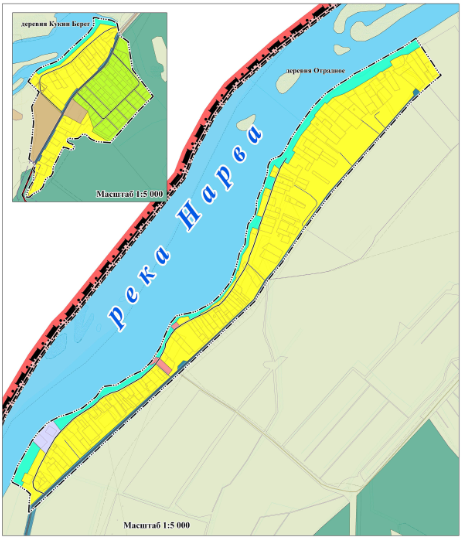 деревня Кукин Берег
Масштаб 1:5 000
деревня Отрадное
река Нарва
Масштаб 1:5 000